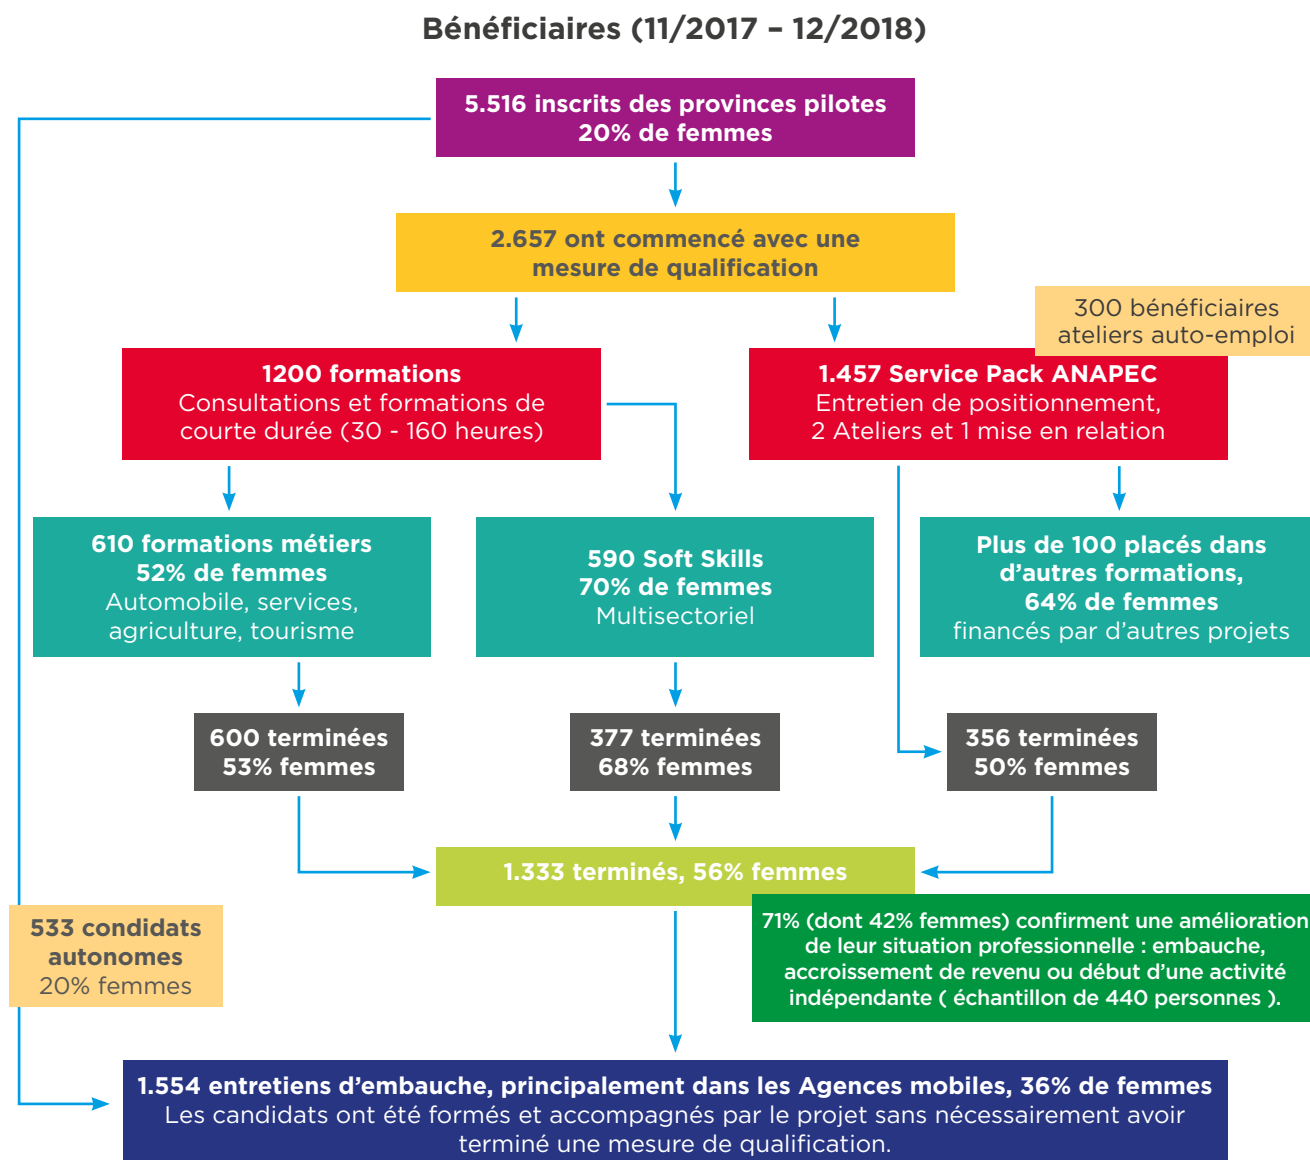 Bénéficiaires (11/2017 – 12/2018)
5.516 inscrits des provinces pilotes
20% de femmes
2.657 ont commencé avec une
mesure de qualification
300 bénéficiaires
ateliers auto-emploi
1200 formations
Consultations et formations de
courte durée (30 - 160 heures)
1.457 Service Pack ANAPEC
Entretien de positionnement,
2 Ateliers et 1 mise en relation
610 formations métiers
52% de femmes
Automobile, services,
agriculture, tourisme
590 Soft Skills
70% de femmes
Multisectoriel
Plus de 100 placés dans
d'autres formations,
64% de femmes
financés par d'autres projets
600 terminées
53% femmes
377 terminées
68% femmes
356 terminées
50% femmes
1.333 terminés, 56% femmes
533 condidats
autonomes
20% femmes
71% (dont 42% femmes) confirment une amélioration
de leur situation professionnelle : embauche,
accroissement de revenu ou début d'une activité
indépendante ( échantillon de 440 personnes ).
1.554 entretiens d'embauche, principalement dans les Agences mobiles, 36% de femmes
Les candidats ont été formés et accompagnés par le projet sans nécessairement avoir
terminé une mesure de qualification.